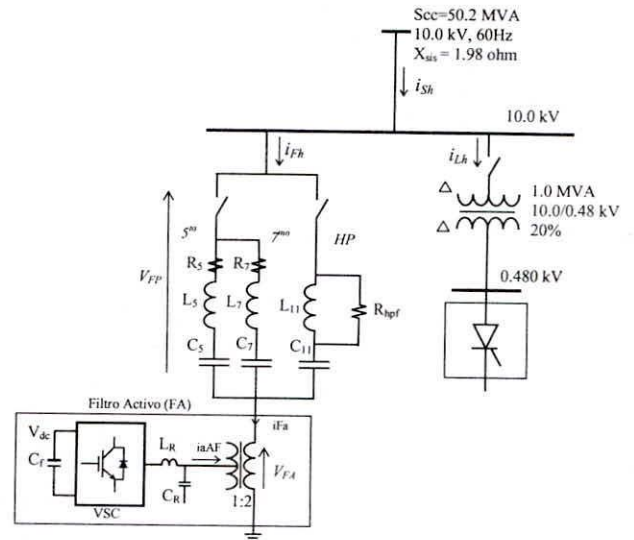 Scc=50.2 MVA
10.0 kV, 60Hz
Xsis = 1.98 ohm
iSh
10.0 kV
iFh
iLh
Δ
Δ
1.0 MVA
10.0/0.48 kV
20%
VFP
5ta
7ma
HP
R5
R7
L5
L7
L11
Rhpf
C5
C7
C11
0.480 kV
Filtro Activo (FA)
Vdc
Cf
VSC
LR
iaAF
CR
iFa
VFA
1:2